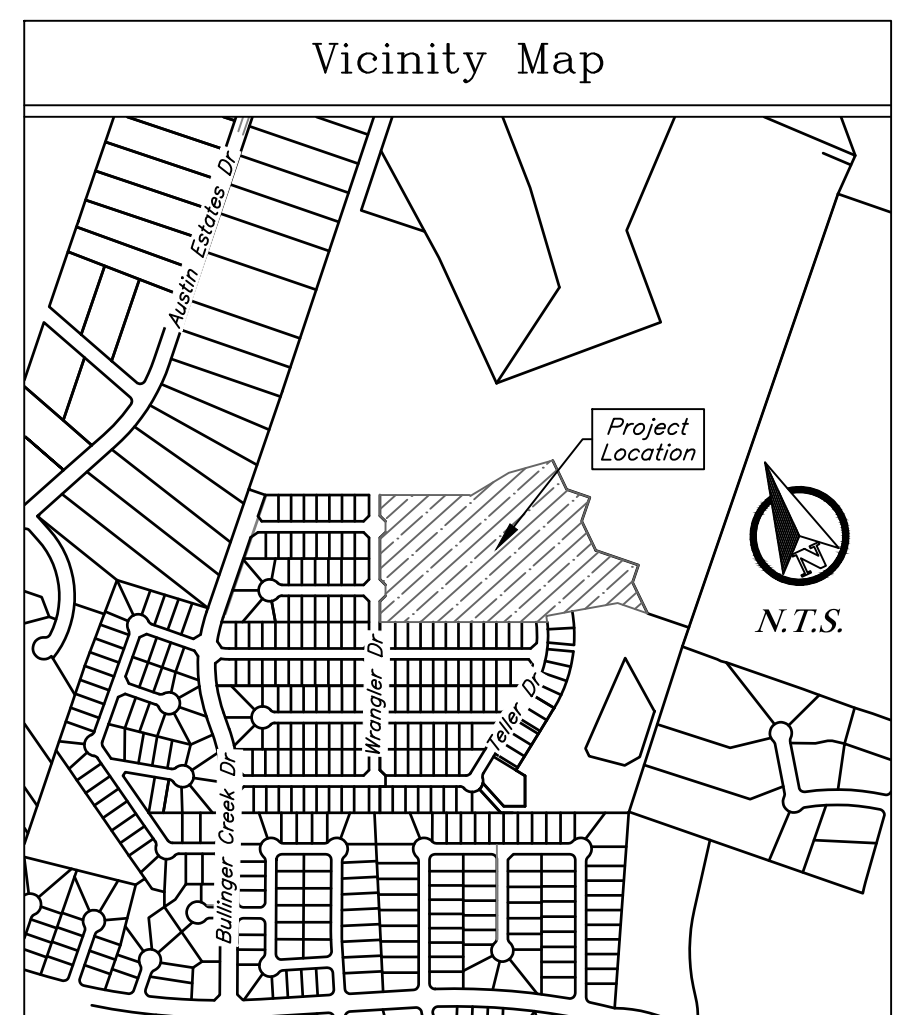 Vicinity Map
Austin Estates Dr
Project
Location
N
N.T.S.
Wrangler Dr
Teller Dr
Bullinger Creek Dr